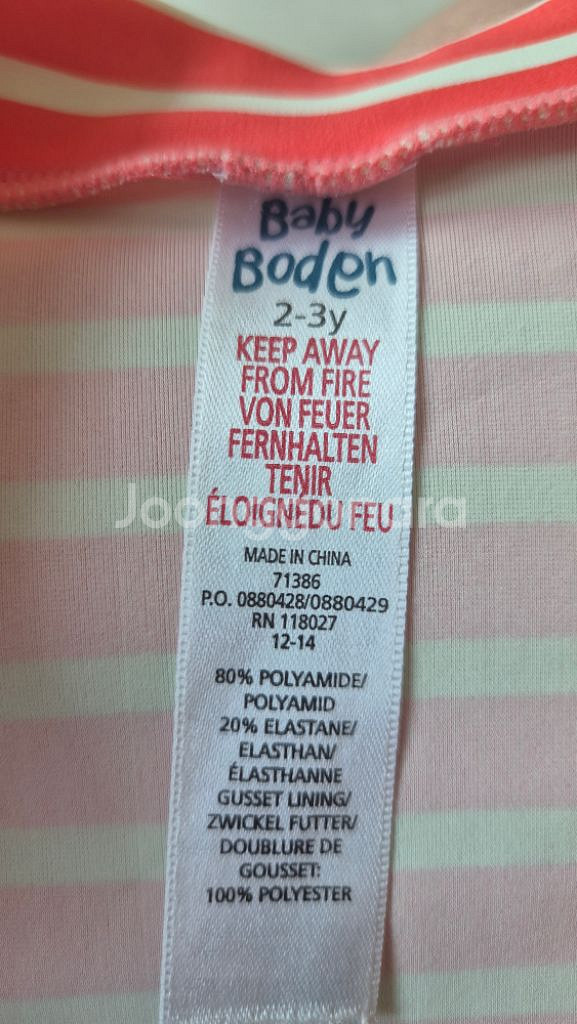 Baby
Boden
2-3y
KEEP AWAY
FROM FIRE
VON FEUER
FERNHALTEN
TENIR
ÉLOIGNÉDU FEU
MADE IN CHINA
71386
P.O. 0880428/0880429
RN 118027
12-14
80% POLYAMIDE/
POLYAMID
20% ELASTANE/
ELASTHAN/
ÉLASTHANNE
GUSSET LINING/
ZWICKEL FUTTER/
DOUBLURE DE
GOUSSET:
100% POLYESTER